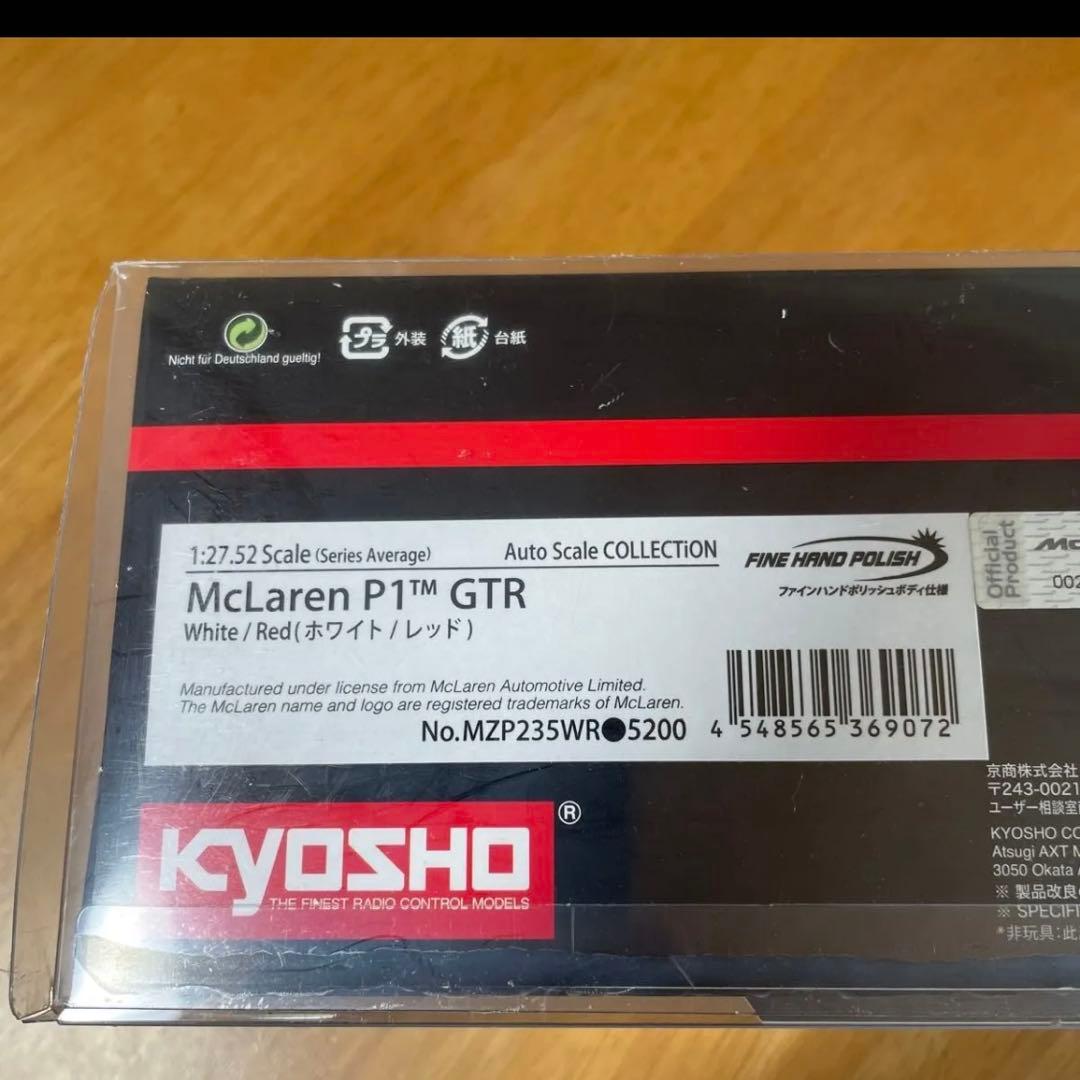 Nicht für Deutschland gueltig!
プラ 外装 紙 台紙
1:27.52 Scale (Series Average) Auto Scale COLLECTiON
FINE HAND POLISH
ファインハンドポリッシュボディ仕様
Official
Product
McLaren P1™ GTR
White / Red ( ホワイト / レッド )
Manufactured under license from McLaren Automotive Limited.
The McLaren name and logo are registered trademarks of McLaren.
No.MZP235WR●5200
4 548565 369072
KYOSHO ®
THE FINEST RADIO CONTROL MODELS
京商株式会社
〒243-0021
ユーザー相談室
KYOSHO CO
Atsugi AXT M
3050 Okata
※ 製品改良
※ SPECIFI
*非玩具：此